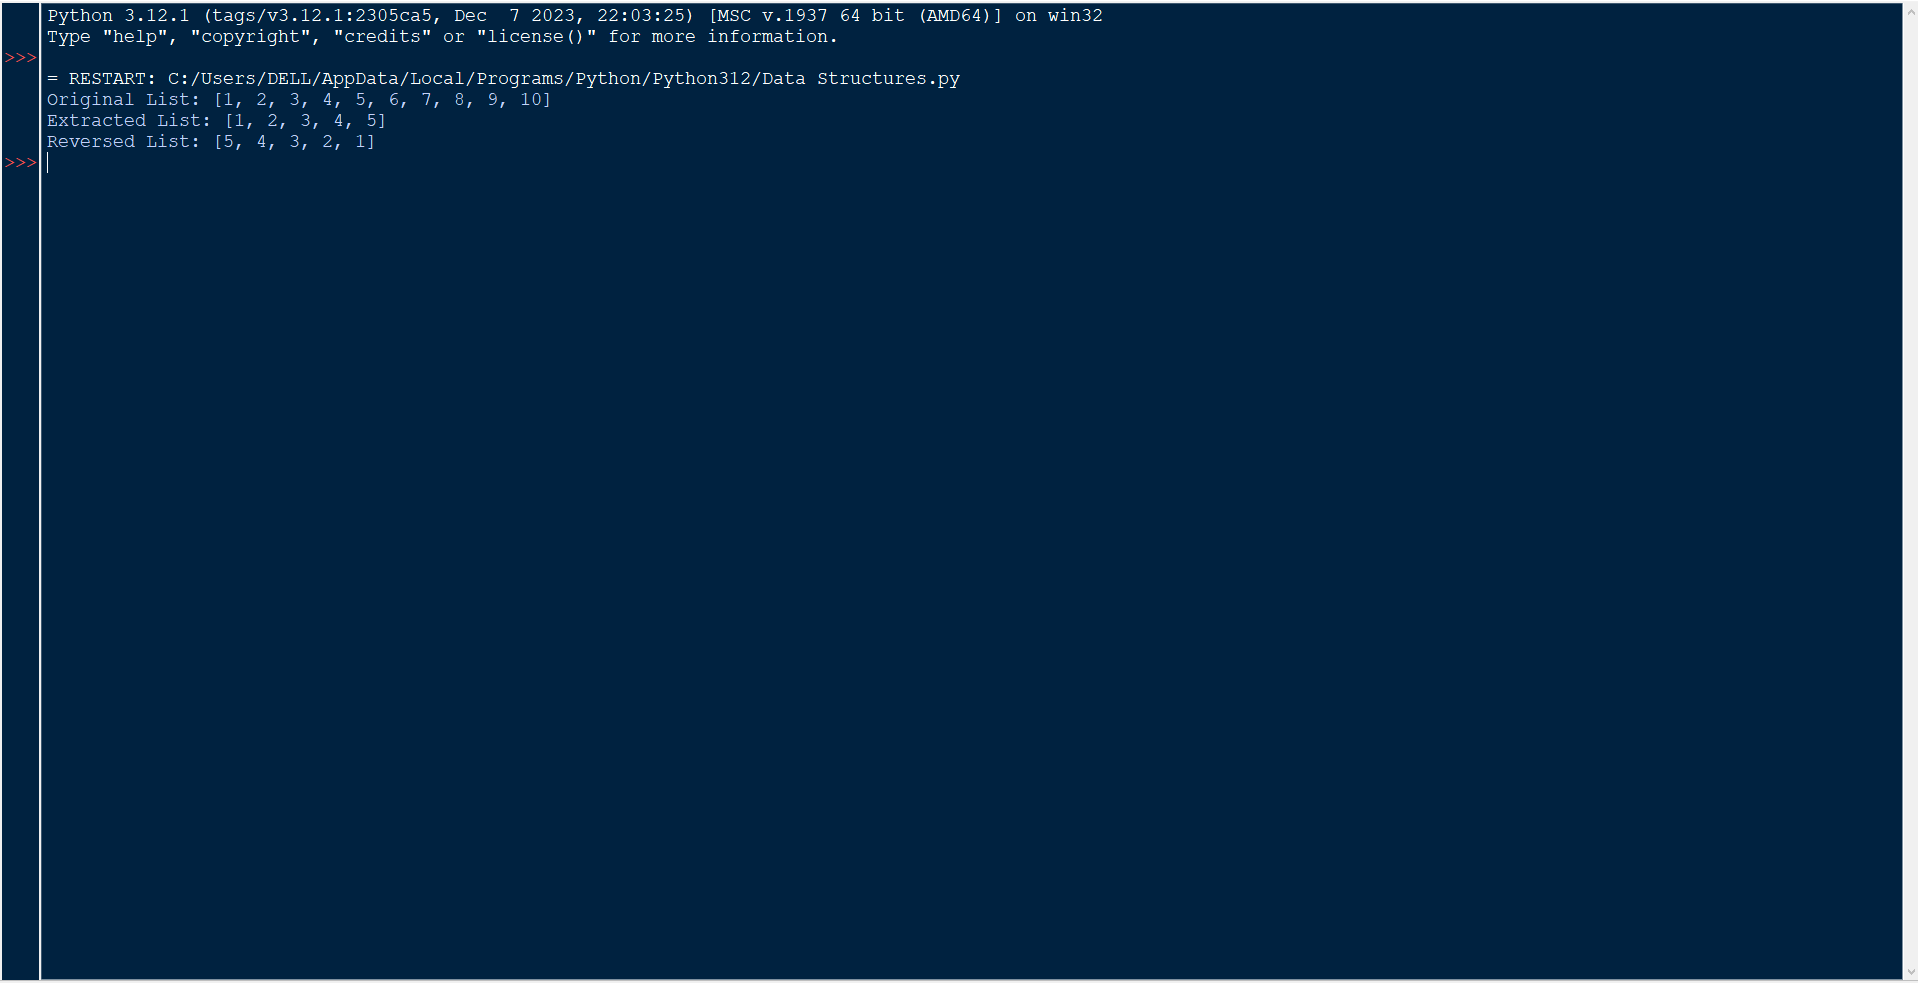 Python 3.12.1 (tags/v3.12.1:2305ca5, Dec  7 2023, 22:03:25) [MSC v.1937 64 bit (AMD64)] on win32
Type "help", "copyright", "credits" or "license()" for more information.
>>>
= RESTART: C:/Users/DELL/AppData/Local/Programs/Python/Python312/Data Structures.py
Original List: [1, 2, 3, 4, 5, 6, 7, 8, 9, 10]
Extracted List: [1, 2, 3, 4, 5]
Reversed List: [5, 4, 3, 2, 1]
>>>